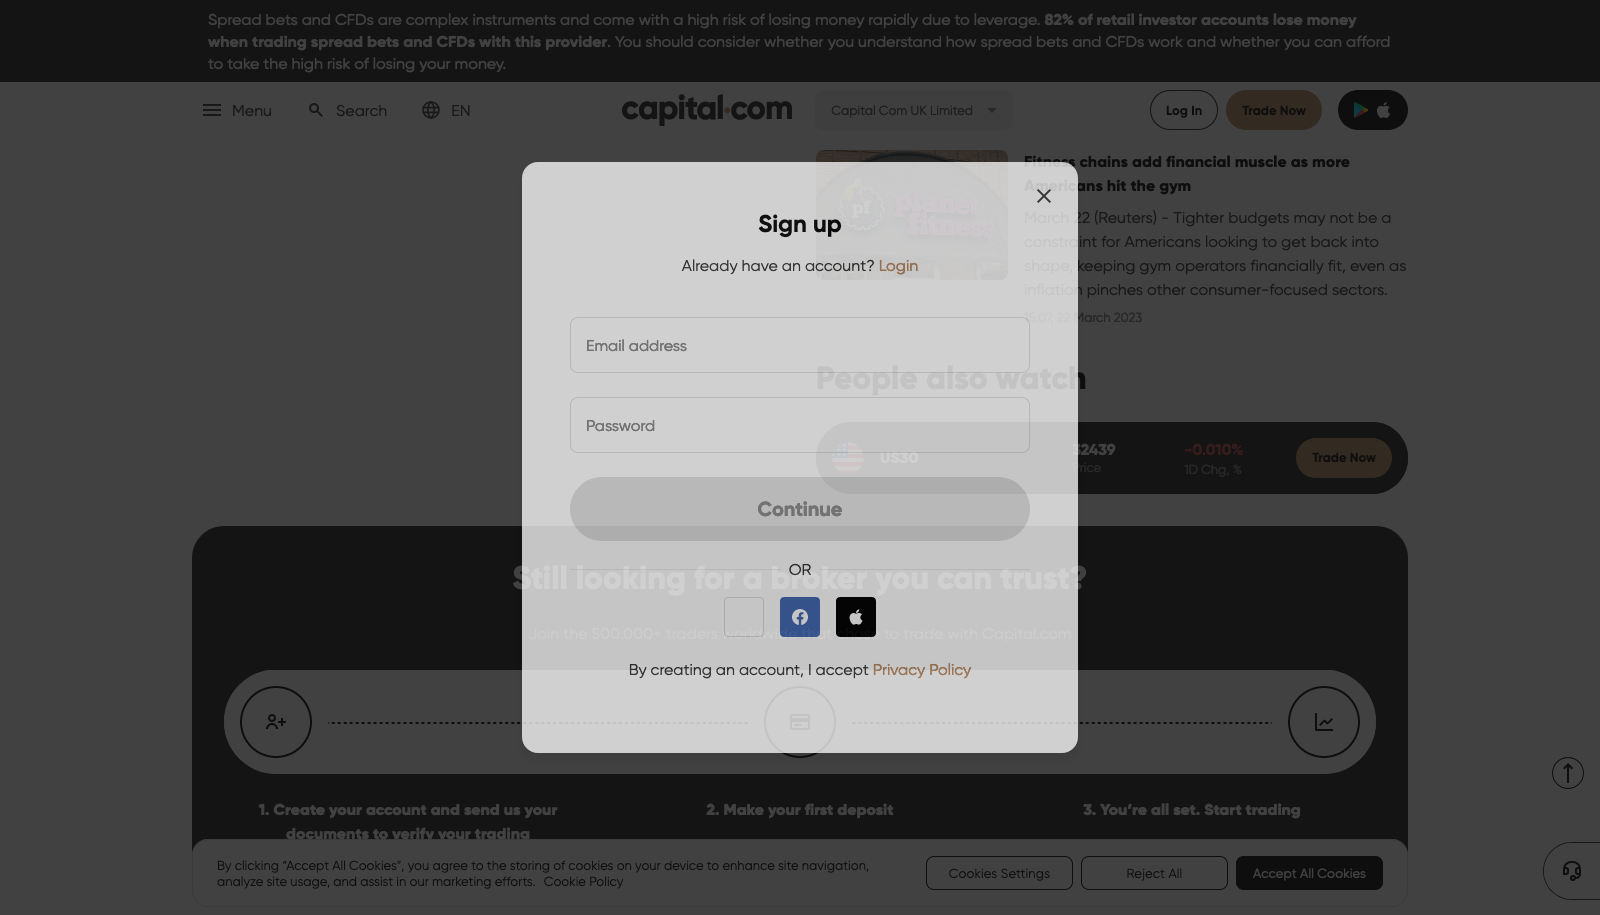 Spread bets and CFDs are complex instruments and come with a high risk of losing money rapidly due to leverage. 82% of retail investor accounts lose money
when trading spread bets and CFDs with this provider. You should consider whether you understand how spread bets and CFDs work and whether you can afford
to take the high risk of losing your money.
Menu
Search
EN
capital.com
Capital Com UK Limited
Log In
Trade Now
Fitness chains add financial muscle as more
Americans hit the gym
March 22 (Reuters) - Tighter budgets may not be a
constraint for Americans looking to get back into
shape, keeping gym operators financially fit, even as
inflation pinches other consumer-focused sectors.
22 March 2023
Sign up
Already have an account? Login
Email address
Password
Continue
OR
By creating an account, I accept Privacy Policy
planet
fitness
pf
People also watch
US30
32439
Price
-0.010%
1D Chg, %
Trade Now
Still looking for a broker you can trust?
Join the 500.000+ traders worldwide that chose to trade with Capital.com
1. Create your account and send us your
documents to verify your trading
2. Make your first deposit
3. You're all set. Start trading
By clicking “Accept All Cookies”, you agree to the storing of cookies on your device to enhance site navigation,
analyze site usage, and assist in our marketing efforts. Cookie Policy
Cookies Settings
Reject All
Accept All Cookies